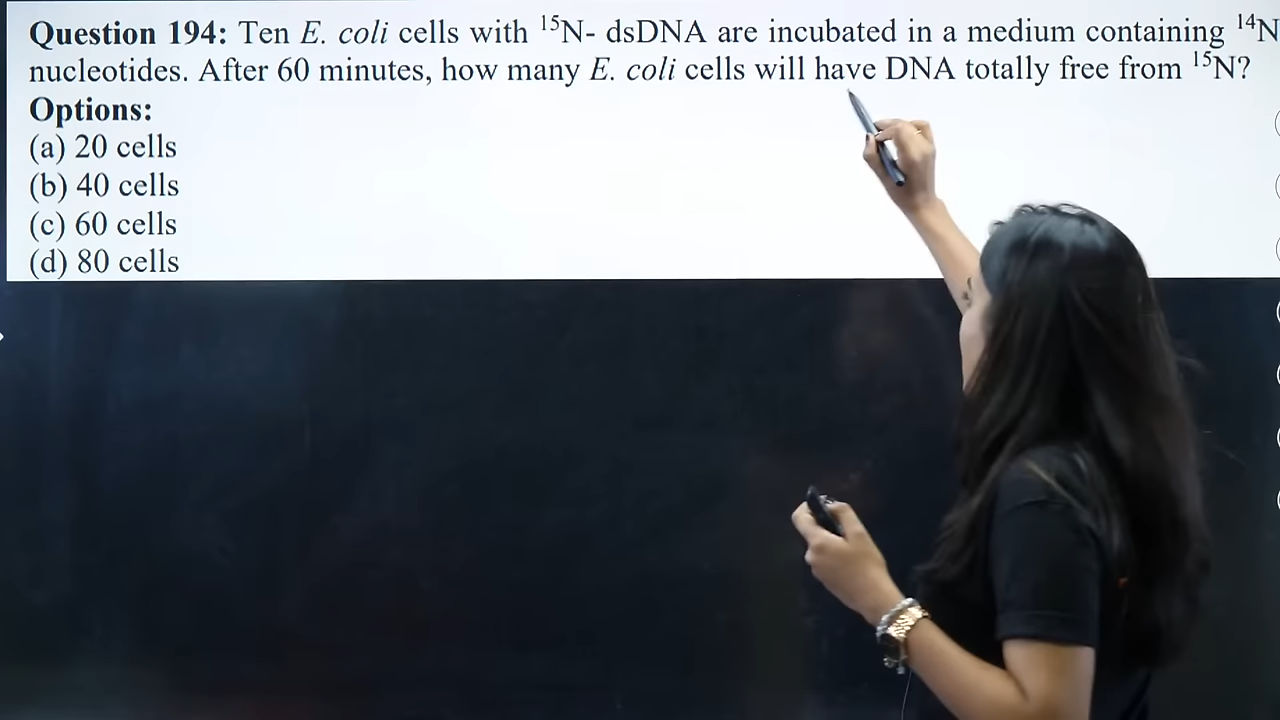 Question 194: Ten E. coli cells with ¹⁵N- dsDNA are incubated in a medium containing ¹⁴N
nucleotides. After 60 minutes, how many E. coli cells will have DNA totally free from ¹⁵N?
Options:
(a) 20 cells
(b) 40 cells
(c) 60 cells
(d) 80 cells